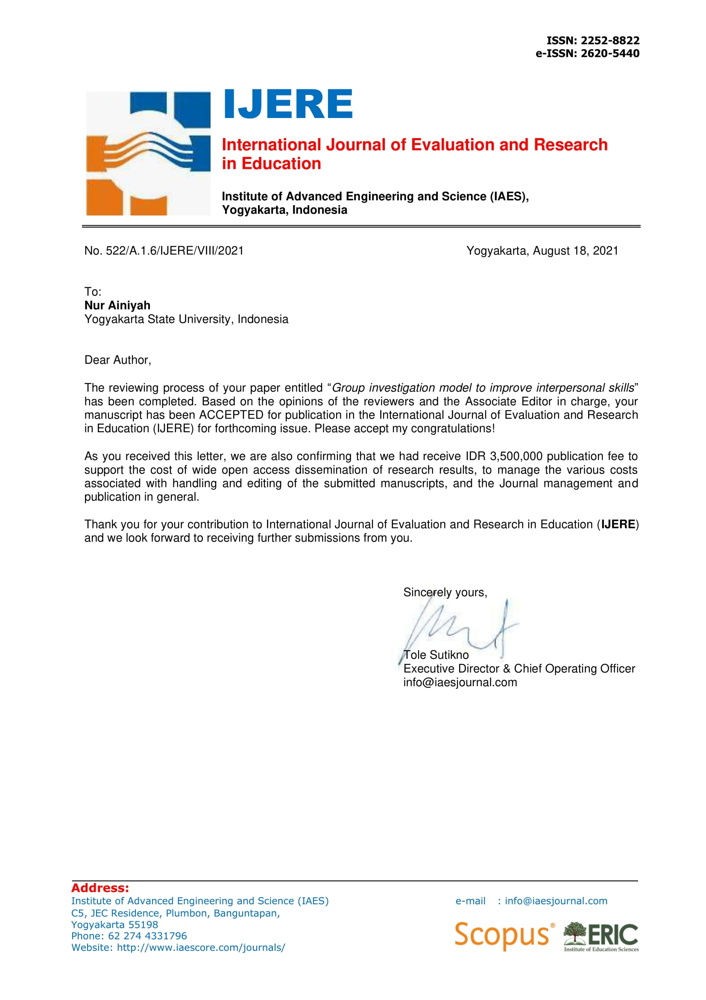 ISSN: 2252-8822
e-ISSN: 2620-5440
IJERE
International Journal of Evaluation and Research
in Education
Institute of Advanced Engineering and Science (IAES),
Yogyakarta, Indonesia
No. 522/A.1.6/IJERE/VIII/2021 Yogyakarta, August 18, 2021
To:
Nur Ainiyah
Yogyakarta State University, Indonesia
Dear Author,
The reviewing process of your paper entitled “Group investigation model to improve interpersonal skills”
has been completed. Based on the opinions of the reviewers and the Associate Editor in charge, your
manuscript has been ACCEPTED for publication in the International Journal of Evaluation and Research
in Education (IJERE) for forthcoming issue. Please accept my congratulations!
As you received this letter, we are also confirming that we had receive IDR 3,500,000 publication fee to
support the cost of wide open access dissemination of research results, to manage the various costs
associated with handling and editing of the submitted manuscripts, and the Journal management and
publication in general.
Thank you for your contribution to International Journal of Evaluation and Research in Education (IJERE)
and we look forward to receiving further submissions from you.
Sincerely yours,
Tole Sutikno
Executive Director & Chief Operating Officer
info@iaesjournal.com
Address:
Institute of Advanced Engineering and Science (IAES) e-mail : info@iaesjournal.com
C5, JEC Residence, Plumbon, Banguntapan,
Yogyakarta 55198
Phone: 62 274 4331796
Website: http://www.iaescore.com/journals/
Scopus®
ERIC
Institute of Education Sciences